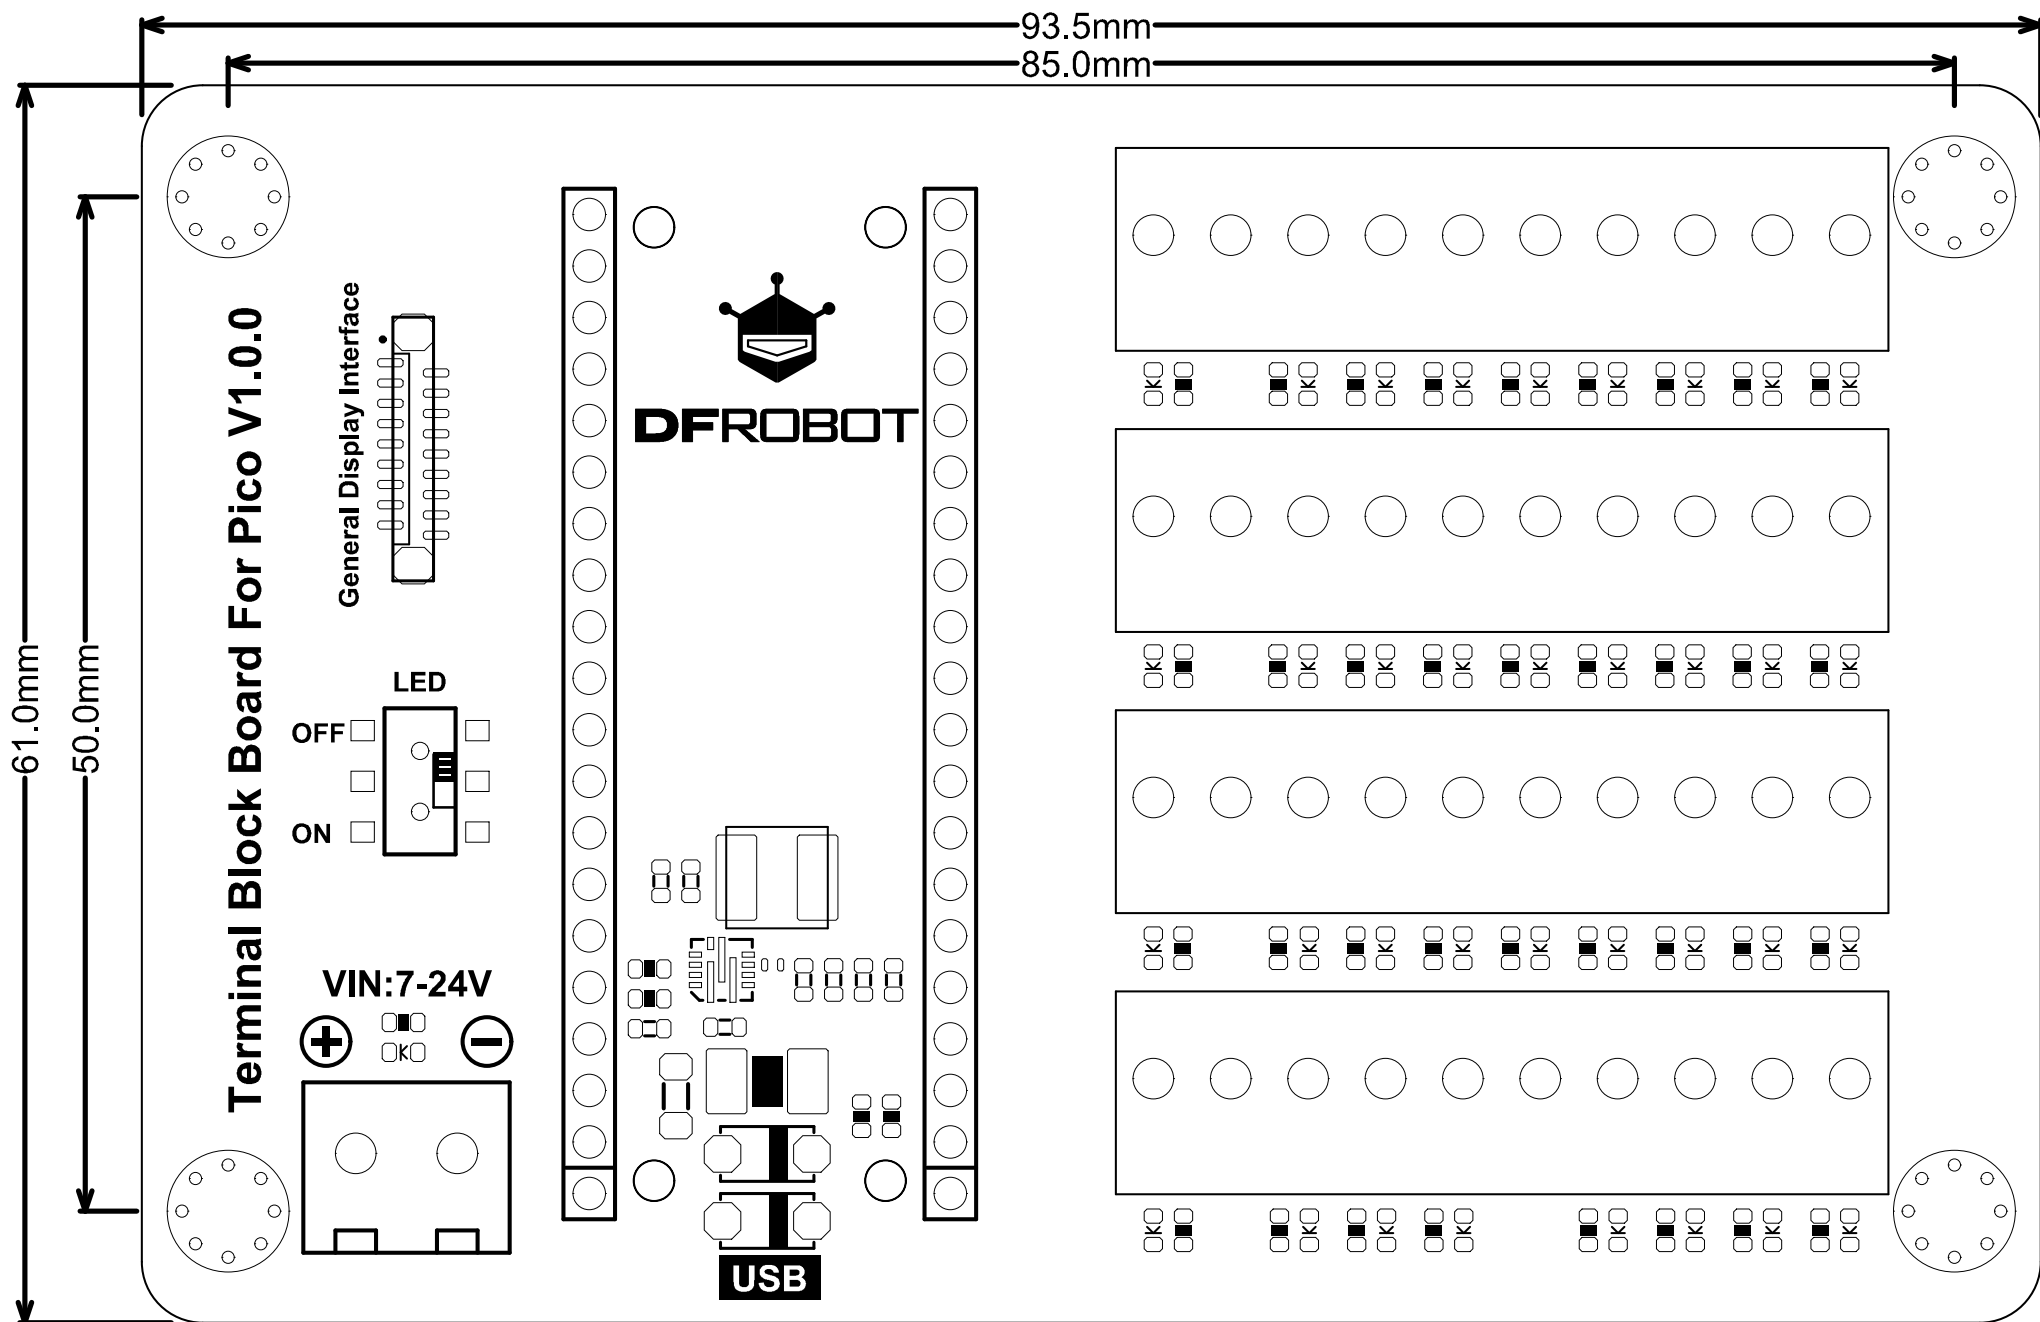 93.5mm
85.0mm
61.0mm
50.0mm
Terminal Block Board For Pico V1.0.0
General Display Interface
DFROBOT
LED
OFF
ON
VIN:7-24V
+ −
K
USB
K K K K K K K K K
K K K K K K K K K
K K K K K K K K K
K K K K K K K K